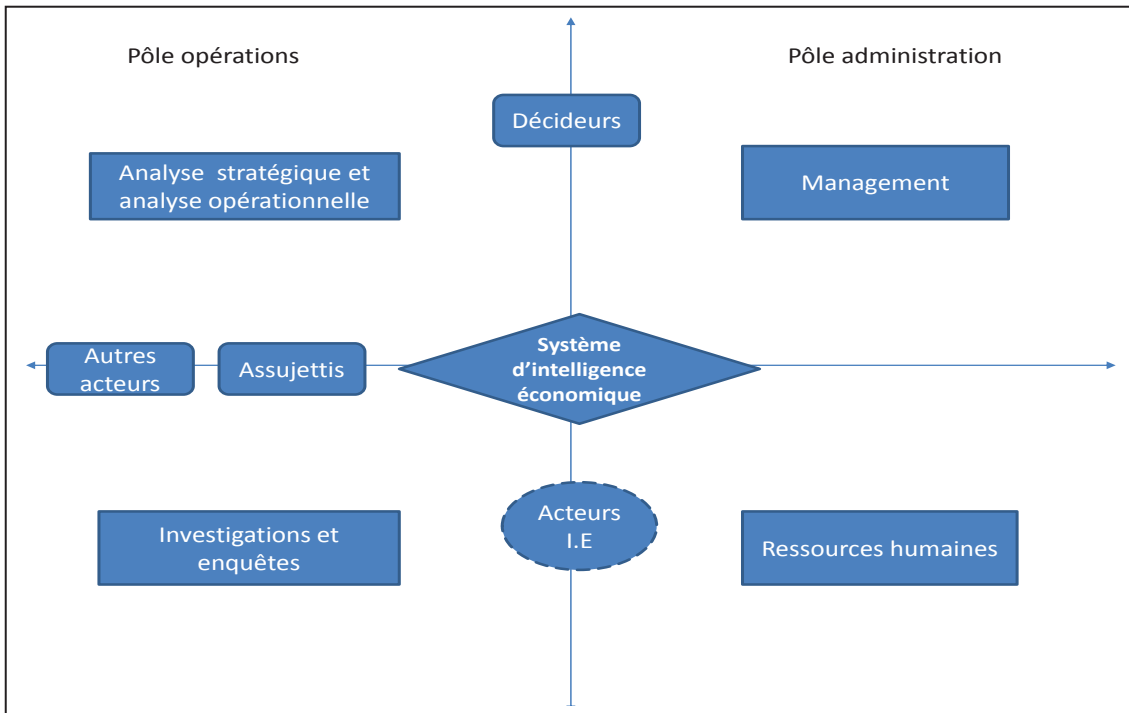 Pôle opérations
Pôle administration
Décideurs
Analyse stratégique et
analyse opérationnelle
Management
Autres
acteurs
Assujettis
Système
d'intelligence
économique
Investigations et
enquêtes
Acteurs
I.E
Ressources humaines